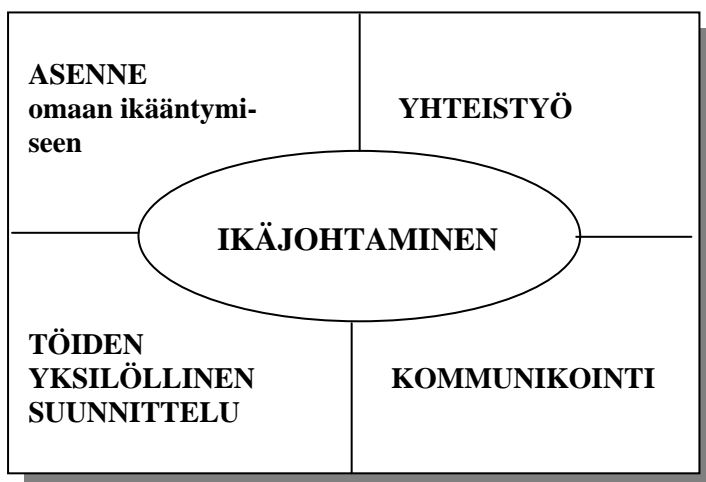 ASENNE
omaan ikääntymi-
seen
YHTEISTYÖ
IKÄJOHTAMINEN
TÖIDEN
YKSILÖLLINEN
SUUNNITTELU
KOMMUNIKOINTI